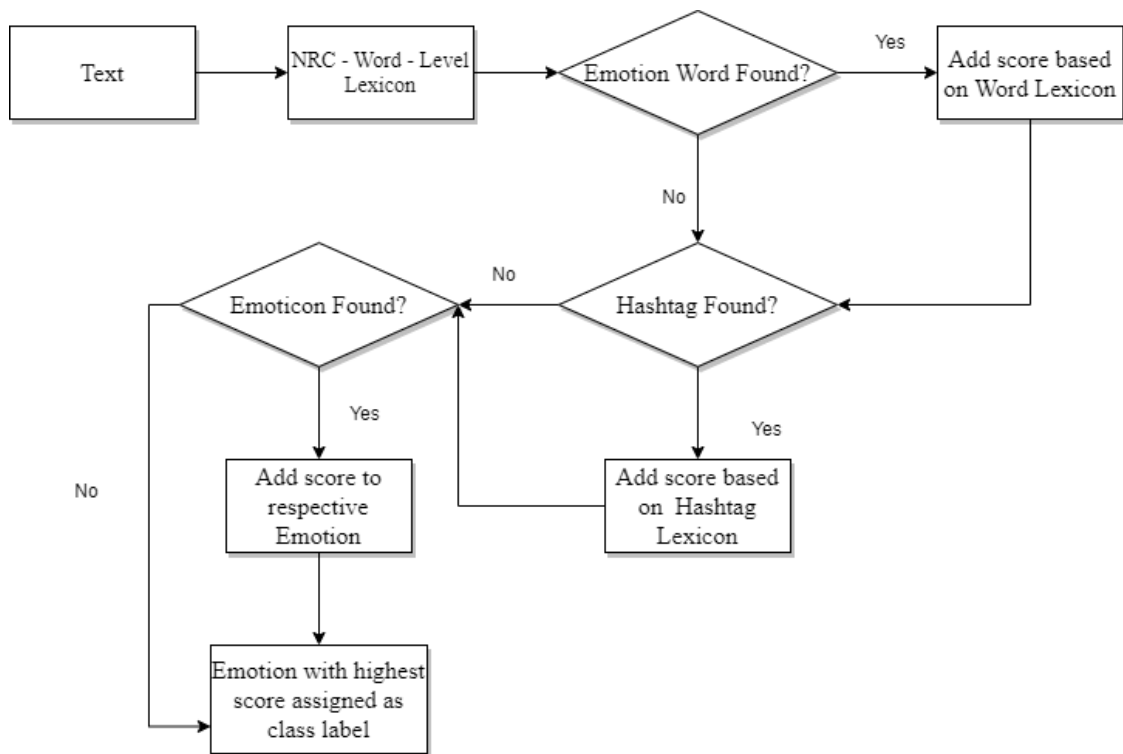 Text
NRC - Word - Level
Lexicon
Emotion Word Found?
Yes
Add score based
on Word Lexicon
No
Emoticon Found?
No
Hashtag Found?
Yes
Yes
No
Add score to
respective
Emotion
Add score based
on Hashtag
Lexicon
Emotion with highest
score assigned as
class label